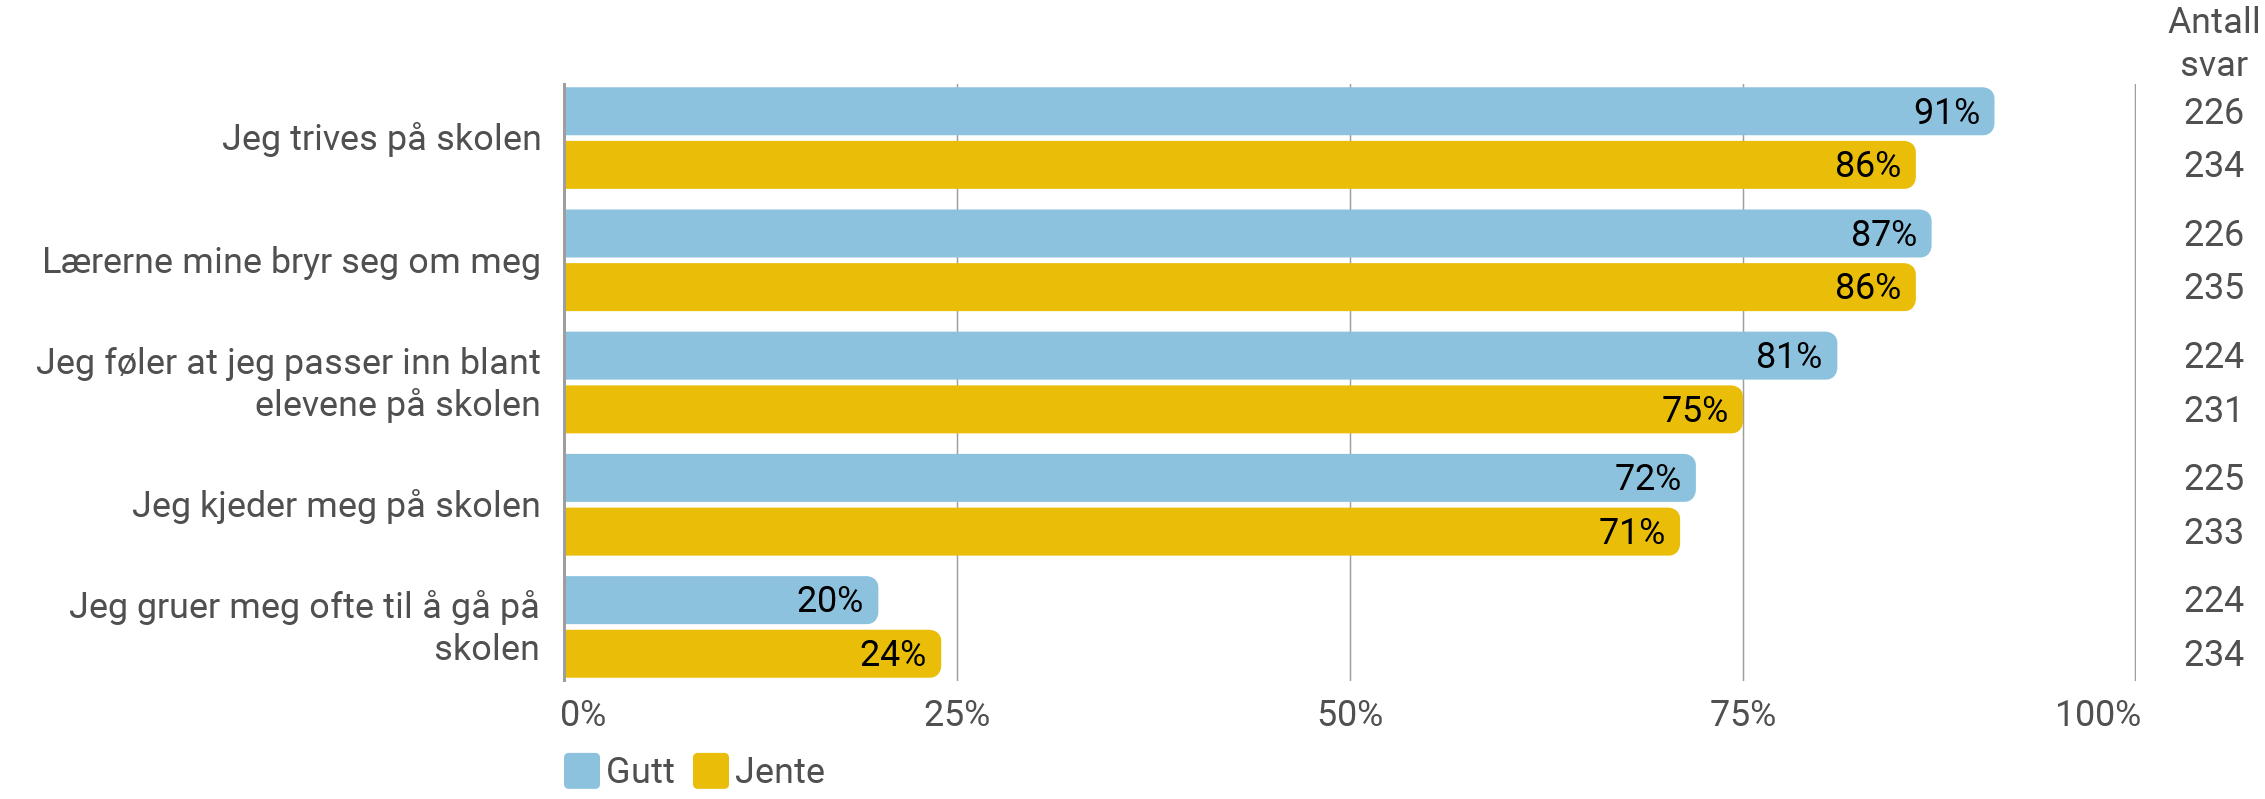 Antall
svar
Jeg trives på skolen
91%
226
86%
234
Lærerne mine bryr seg om meg
87%
226
86%
235
Jeg føler at jeg passer inn blant
elevene på skolen
81%
224
75%
231
Jeg kjeder meg på skolen
72%
225
71%
233
Jeg gruer meg ofte til å gå på
skolen
20%
224
24%
234
0% 25% 50% 75% 100%
Gutt Jente